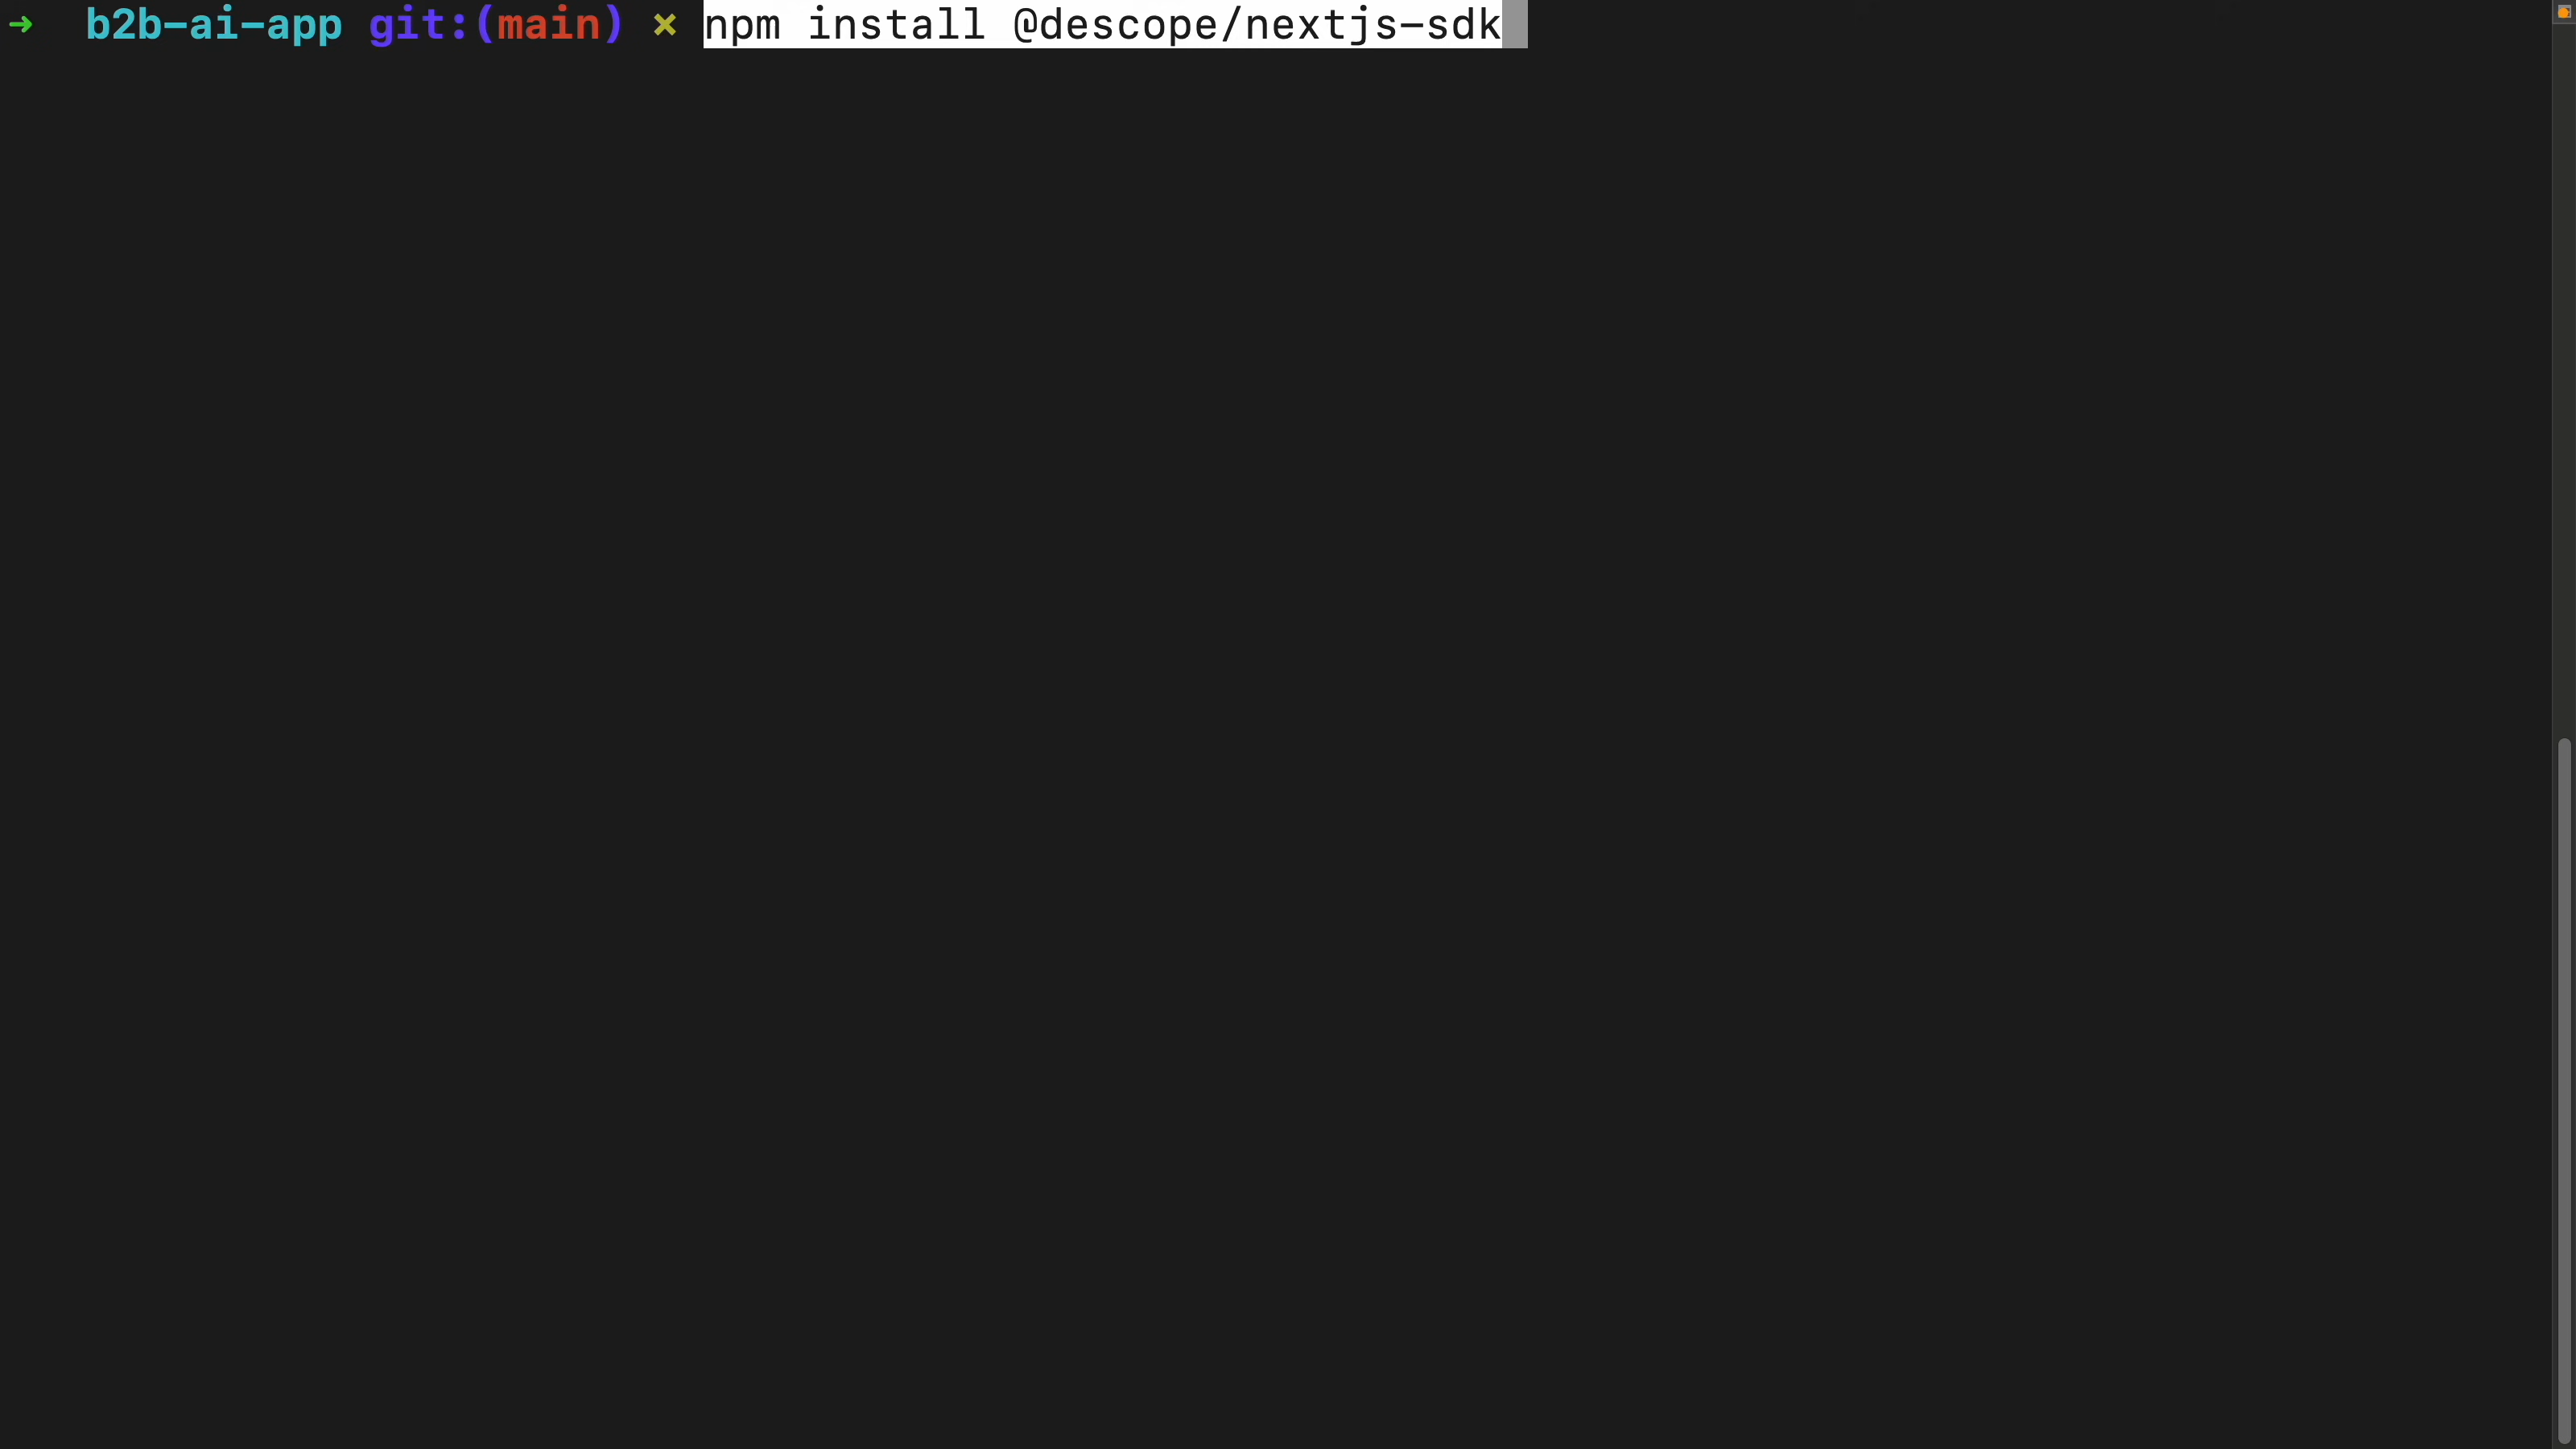 ➜  b2b-ai-app git:(main) ✗ npm install @descope/nextjs-sdk